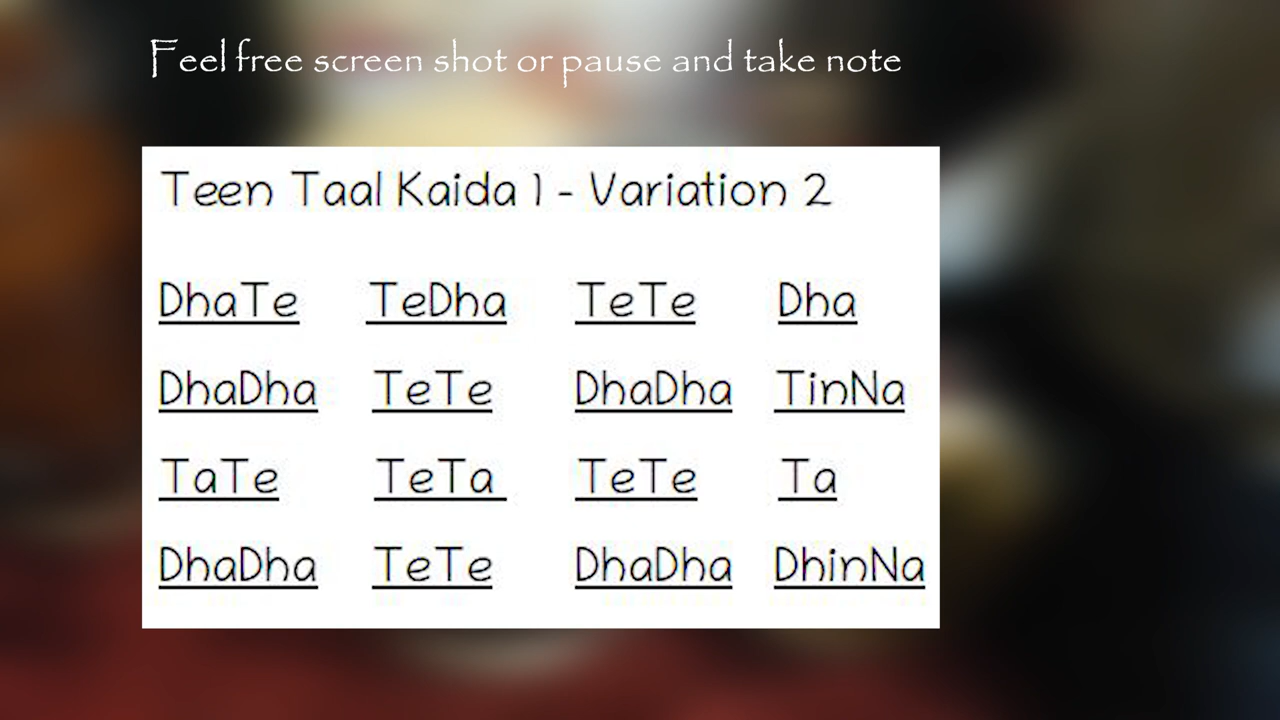 Feel free screen shot or pause and take note
Teen Taal Kaida 1 - Variation 2
DhaTe TeDha TeTe Dha
DhaDha TeTe DhaDha TinNa
TaTe TeTa TeTe Ta
DhaDha TeTe DhaDha DhinNa